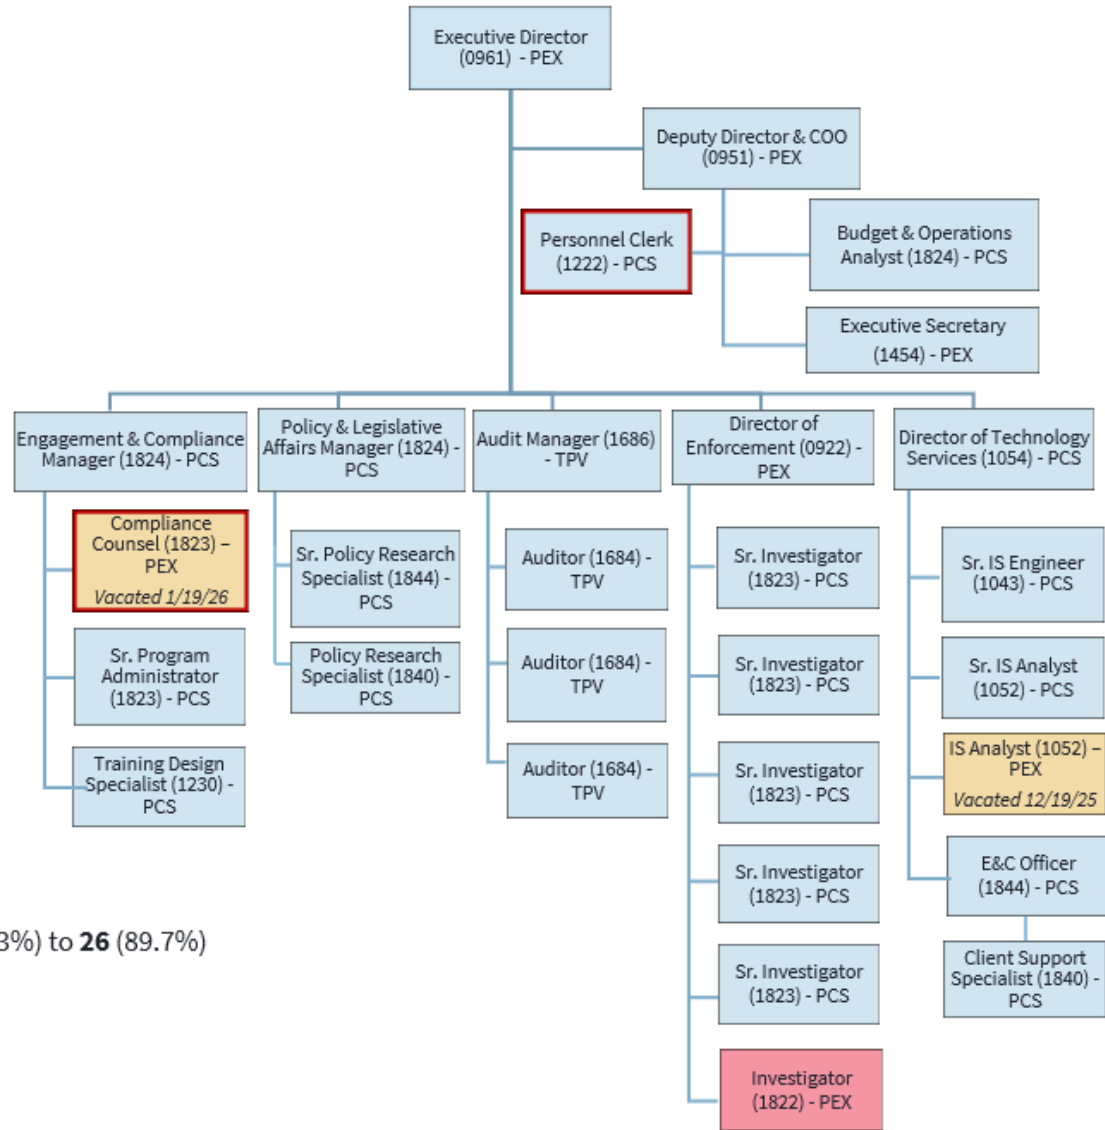 Executive Director
(0961)  - PEX
Deputy Director & COO
(0951) - PEX
Personnel Clerk
(1222) - PCS
Budget & Operations
Analyst (1824) - PCS
Executive Secretary
(1454) - PEX
Engagement & Compliance
Manager (1824) - PCS
Compliance
Counsel (1823) –
PEX
Vacated 1/19/26
Sr. Program
Administrator
(1823) - PCS
Training Design
Specialist (1230) -
PCS
Policy & Legislative
Affairs Manager (1824) -
PCS
Sr. Policy Research
Specialist (1844) -
PCS
Policy Research
Specialist (1840) -
PCS
Audit Manager (1686)
- TPV
Auditor (1684) -
TPV
Auditor (1684) -
TPV
Auditor (1684) -
TPV
Director of
Enforcement (0922) -
PEX
Sr. Investigator
(1823) - PCS
Sr. Investigator
(1823) - PCS
Sr. Investigator
(1823) - PCS
Sr. Investigator
(1823) - PCS
Sr. Investigator
(1823) - PCS
Investigator
(1822) - PEX
Director of Technology
Services (1054) - PCS
Sr. IS Engineer
(1043) - PCS
Sr. IS Analyst
(1052) - PCS
IS Analyst (1052) –
PEX
Vacated 12/19/25
E&C Officer
(1844) - PCS
Client Support
Specialist (1840) -
PCS
3%) to 26 (89.7%)